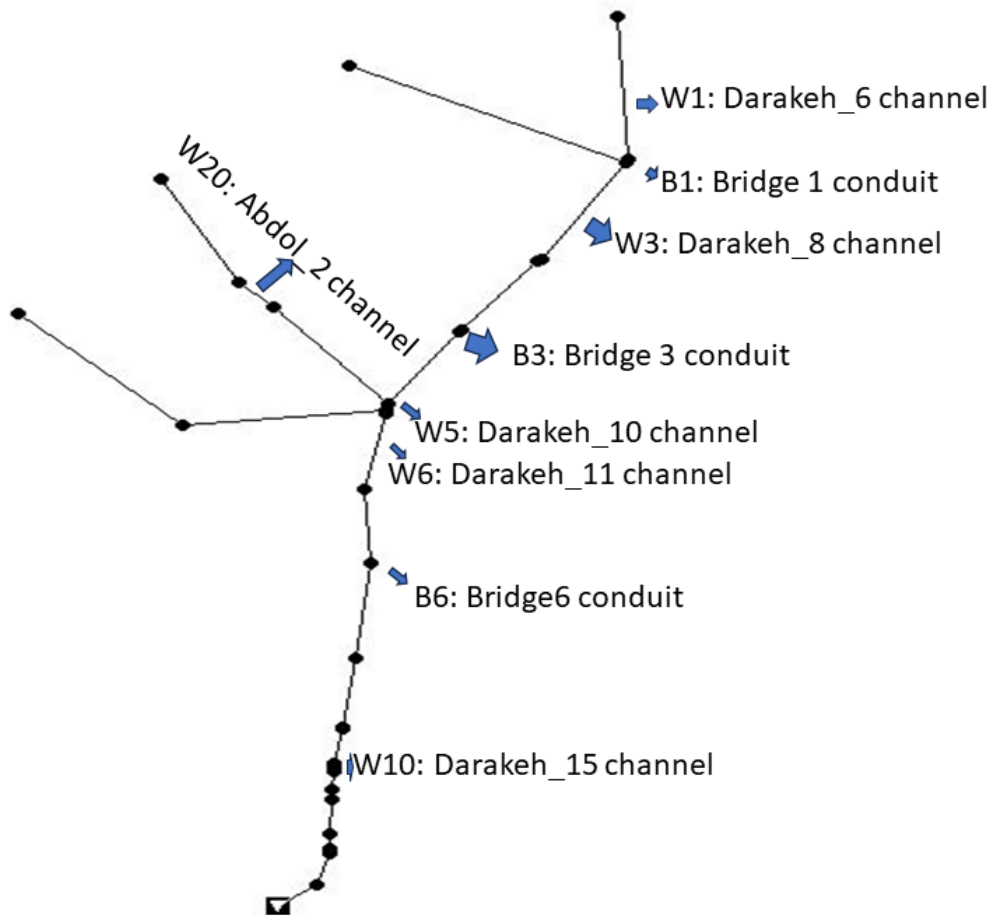 W1: Darakeh_6 channel
B1: Bridge 1 conduit
W20: Abdol_2 channel
W3: Darakeh_8 channel
B3: Bridge 3 conduit
W5: Darakeh_10 channel
W6: Darakeh_11 channel
B6: Bridge6 conduit
W10: Darakeh_15 channel